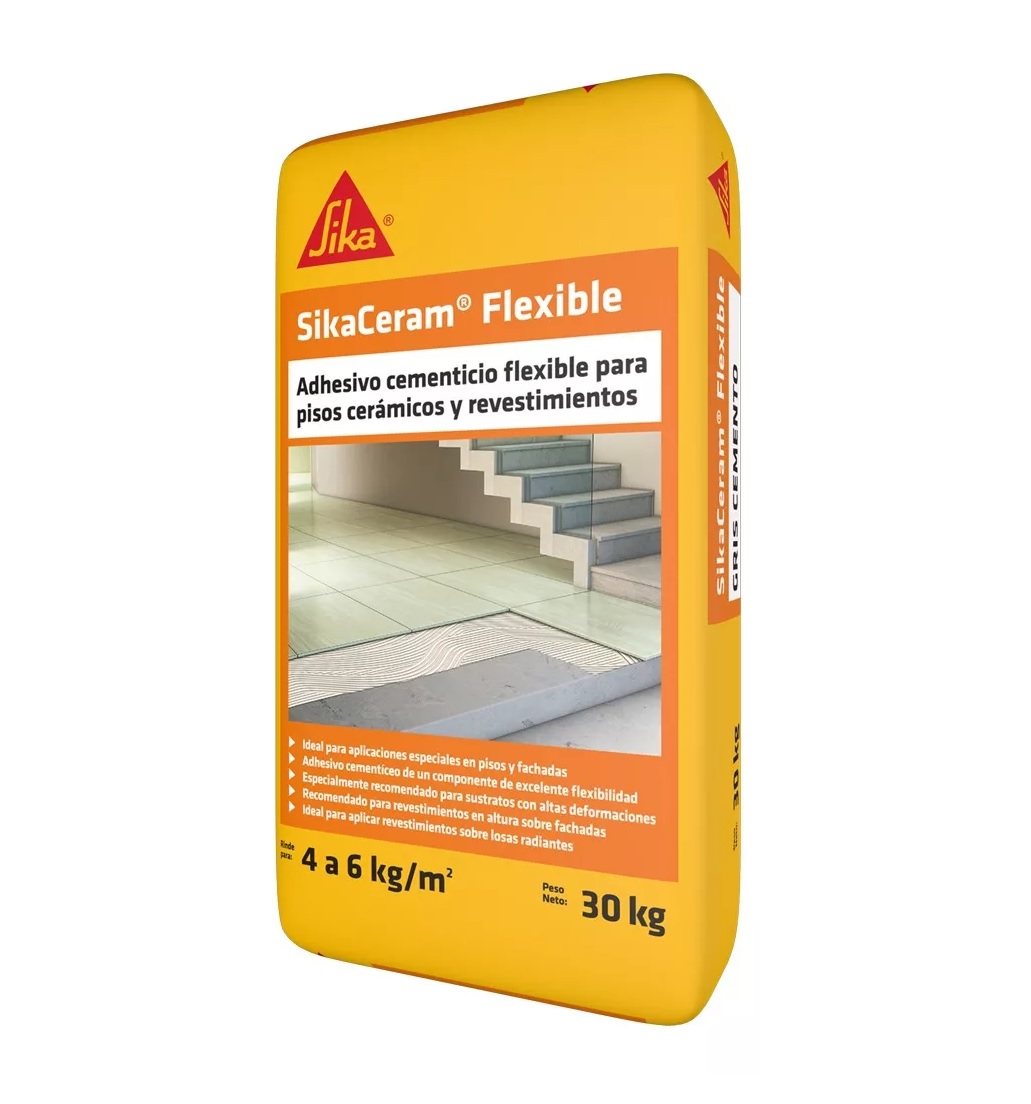 Sika®
SikaCeram® Flexible
Adhesivo cementicio flexible para
pisos cerámicos y revestimientos
Ideal para aplicaciones especiales en pisos y fachadas
Adhesivo cementíceo de un componente de excelente flexibilidad
Especialmente recomendado para sustratos con altas deformaciones
Recomendado para revestimientos en altura sobre fachadas
Ideal para aplicar revestimientos sobre losas radiantes
Rinde
para:
4 a 6 kg/m²
Peso
Neto:
30 kg
Sika
SikaCeram® Flexible
GRIS CEMENTO
30 kg